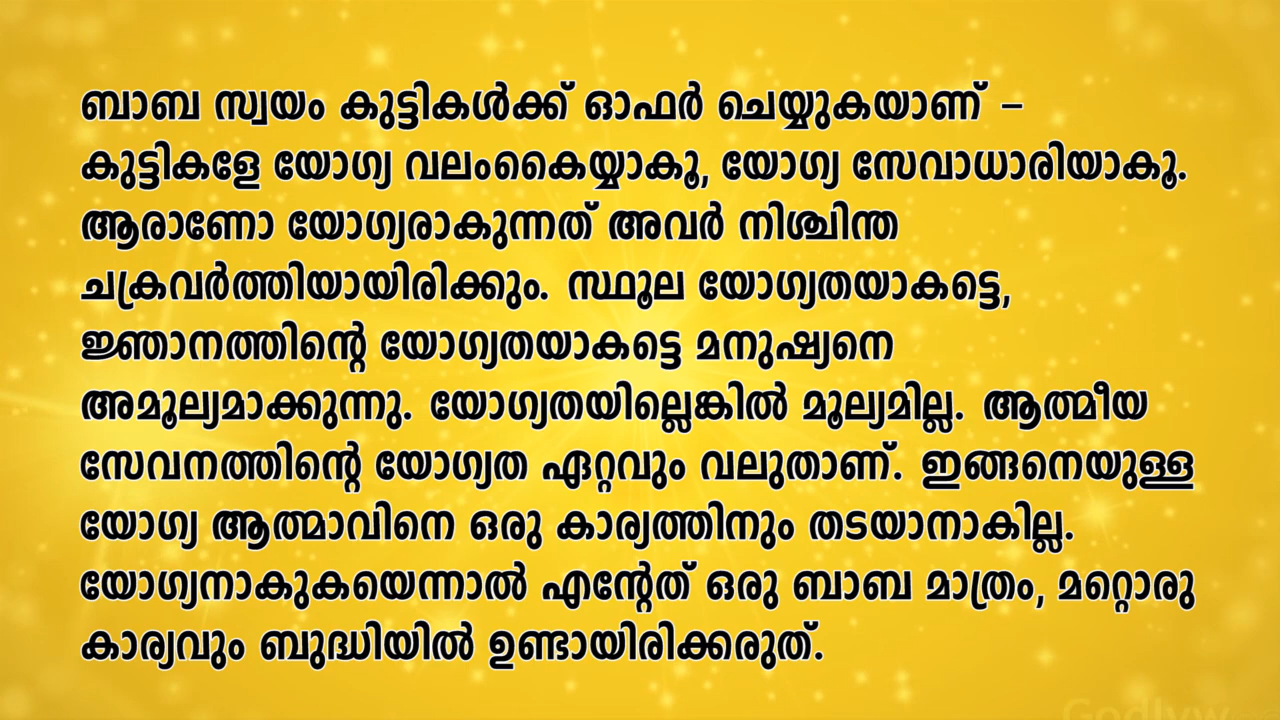 ബാബ സ്വയം കുട്ടികൾക്ക് ഓഫർ ചെയ്യുകയാണ് –
കുട്ടികളേ യോഗ്യ വലംകൈയ്യാകൂ, യോഗ്യ സേവാധാരിയാകൂ.
ആരാണോ യോഗ്യരാകുന്നത് അവർ നിശ്ചിന്ത
ചക്രവർത്തിയായിരിക്കും. സ്ഥൂല യോഗ്യതയാകട്ടെ,
ജ്ഞാനത്തിന്റെ യോഗ്യതയാകട്ടെ മനുഷ്യനെ
അമൂല്യമാക്കുന്നു. യോഗ്യതയില്ലെങ്കിൽ മൂല്യമില്ല. ആത്മീയ
സേവനത്തിന്റെ യോഗ്യത ഏറ്റവും വലുതാണ്. ഇങ്ങനെയുള്ള
യോഗ്യ ആത്മാവിനെ ഒരു കാര്യത്തിനും തടയാനാകില്ല.
യോഗ്യനാകുകയെന്നാൽ എന്റേത് ഒരു ബാബ മാത്രം, മറ്റൊരു
കാര്യവും ബുദ്ധിയിൽ ഉണ്ടായിരിക്കരുത്.